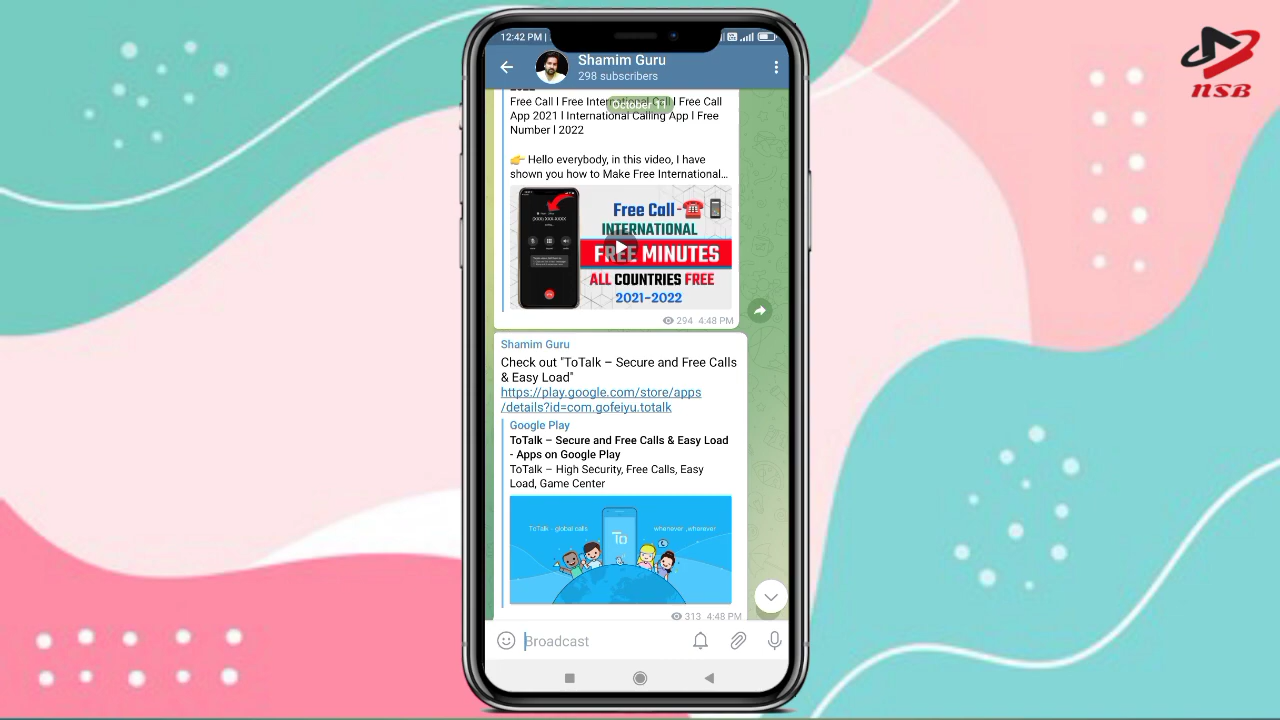 12:42 PM |
Shamim Guru
298 subscribers
NSB
October 11
Free Call l Free International Call l Free Call
App 2021 l International Calling App l Free
Number l 2022
👉 Hello everybody, in this video, I have
shown you how to Make Free International...
Free Call -
INTERNATIONAL
FREE MINUTES
ALL COUNTRIES FREE
2021-2022
294 4:48 PM
Shamim Guru
Check out "ToTalk – Secure and Free Calls
& Easy Load"
https://play.google.com/store/apps
/details?id=com.gofeiyu.totalk
Google Play
ToTalk – Secure and Free Calls & Easy Load
- Apps on Google Play
ToTalk – High Security, Free Calls, Easy
Load, Game Center
ToTalk - global calls
whenever ,wherever
To
313 4:48 PM
Broadcast